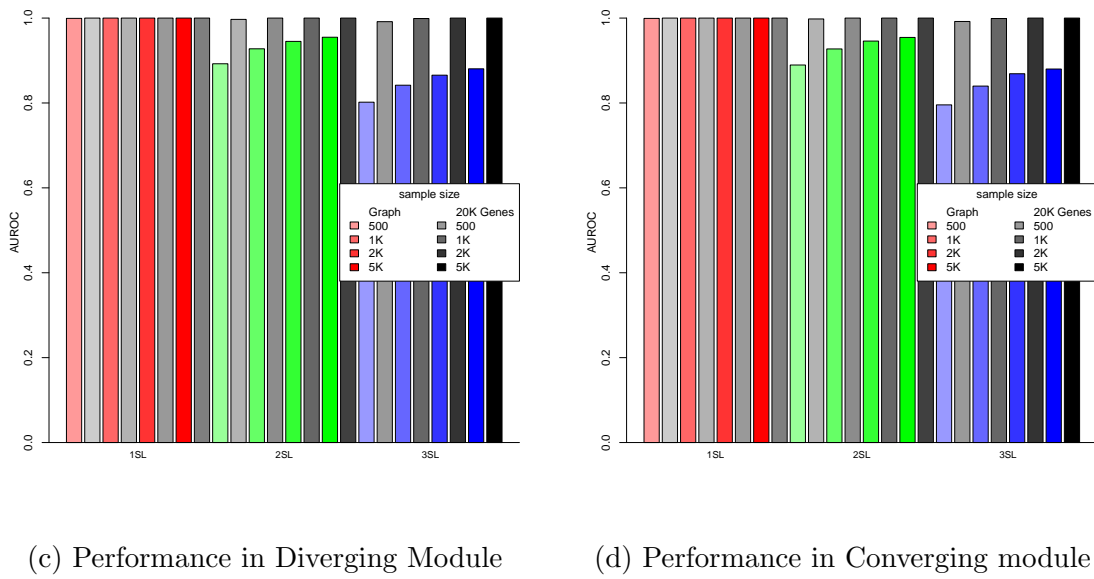 1.0
0.8
0.6
0.4
0.2
0.0
AUROC
1SL 2SL 3SL
sample size
Graph 20K Genes
500 500
1K 1K
2K 2K
5K 5K
(c) Performance in Diverging Module
1.0
0.8
0.6
0.4
0.2
0.0
AUROC
1SL 2SL 3SL
sample size
Graph 20K Genes
500 500
1K 1K
2K 2K
5K 5K
(d) Performance in Converging module